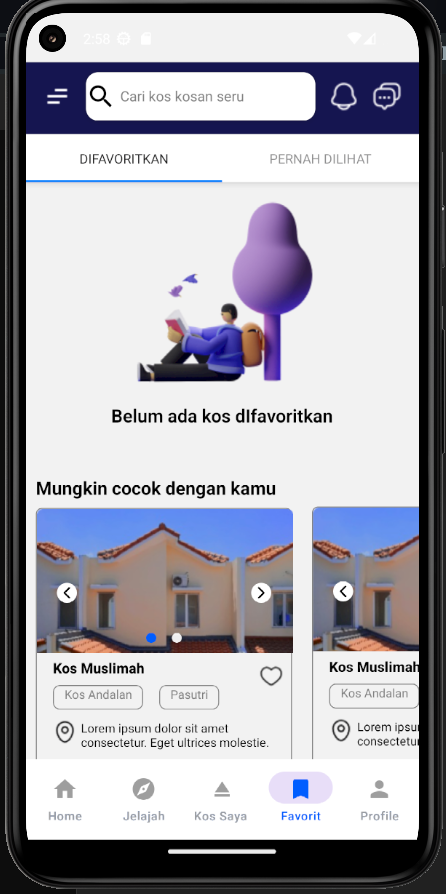 2:58
Cari kos kosan seru
DIFAVORITKAN
PERNAH DILIHAT
Belum ada kos dIfavoritkan
Mungkin cocok dengan kamu
Kos Muslimah
Kos Andalan
Pasutri
Lorem ipsum dolor sit amet
consectetur. Eget ultrices molestie.
Kos Muslimah
Kos Andalan
Lorem ipsu
consectetu
Home
Jelajah
Kos Saya
Favorit
Profile